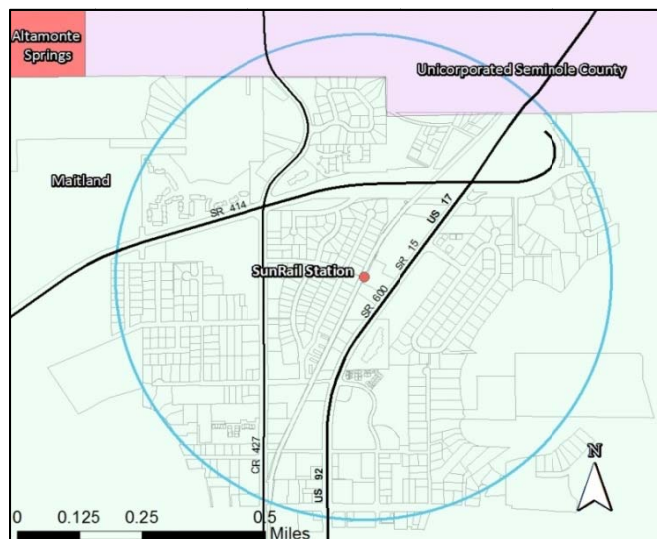 Altamonte
Springs
Unicorporated Seminole County
Maitland
SR 414
US 17
SR 15
SunRail Station
SR 600
CR 427
US 92
N
0 0.125 0.25 0.5
Miles